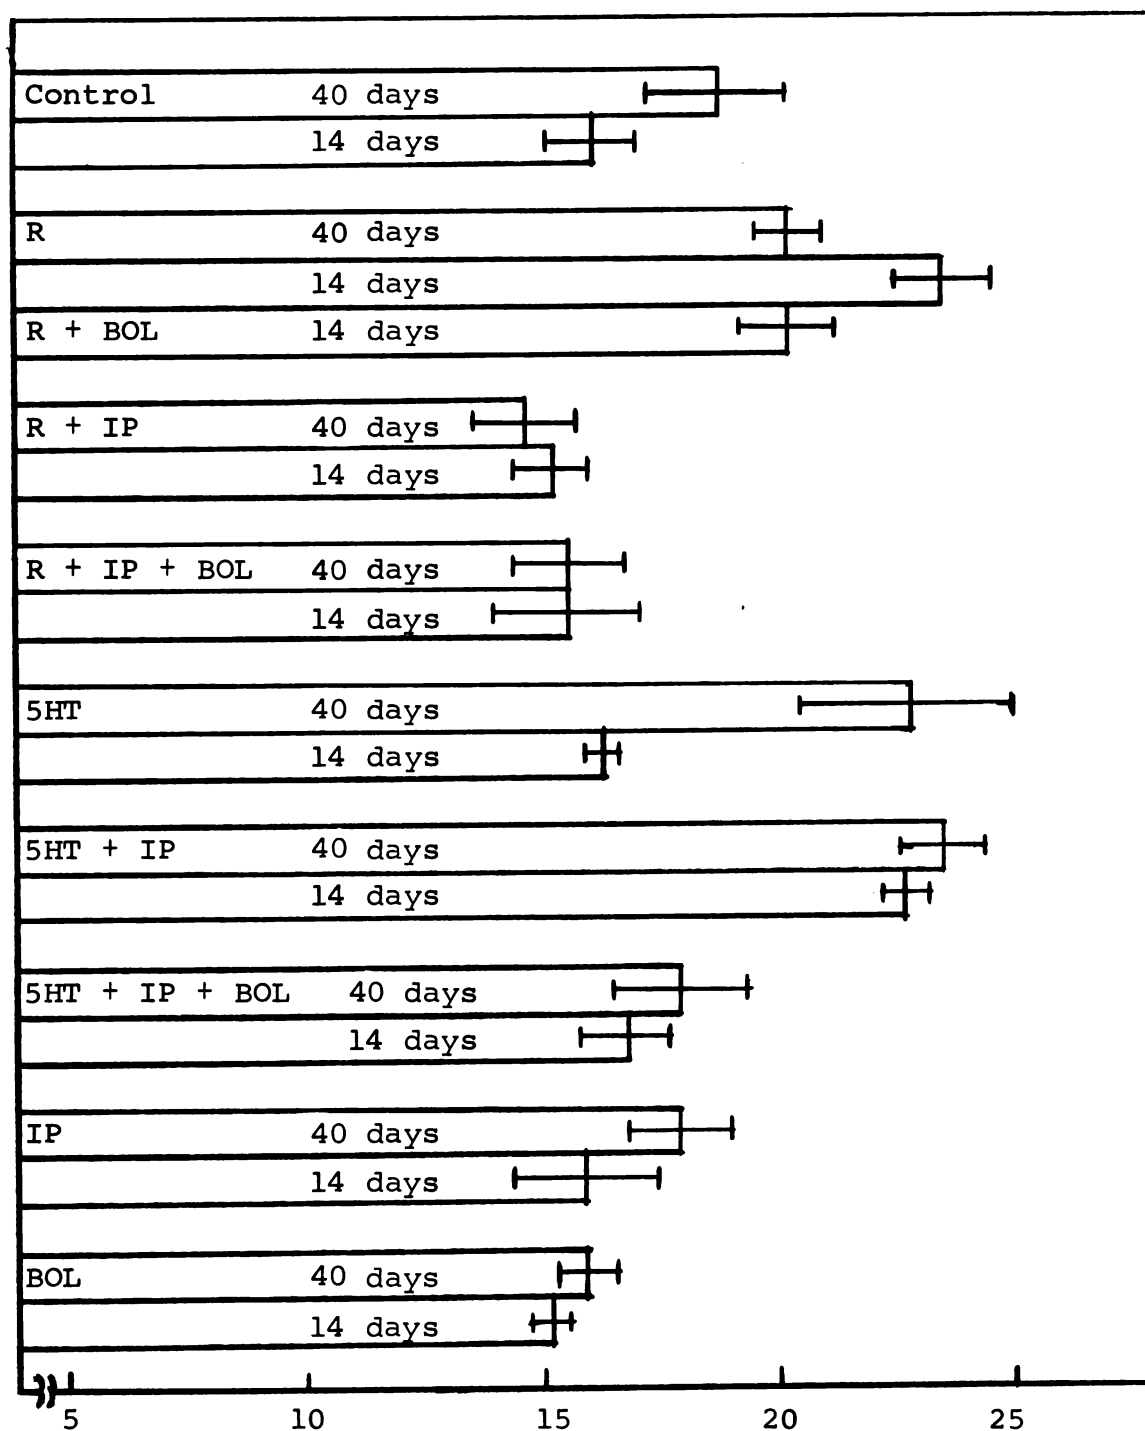 Control 40 days
14 days
R 40 days
14 days
R + BOL 14 days
R + IP 40 days
14 days
R + IP + BOL 40 days
14 days
5HT 40 days
14 days
5HT + IP 40 days
14 days
5HT + IP + BOL 40 days
14 days
IP 40 days
14 days
BOL 40 days
14 days
5 10 15 20 25